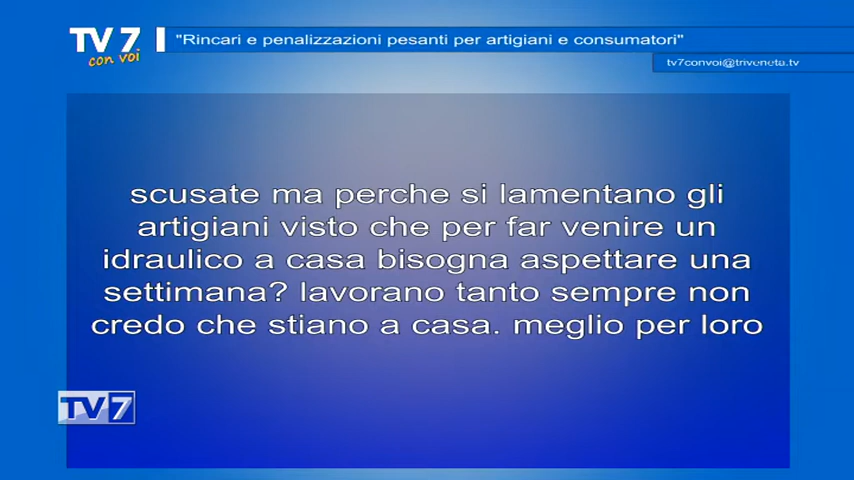 TV 7
con voi
"Rincari e penalizzazioni pesanti per artigiani e consumatori"
tv7convoi@triveneta.tv
scusate ma perche si lamentano gli
artigiani visto che per far venire un
idraulico a casa bisogna aspettare una
settimana? lavorano tanto sempre non
credo che stiano a casa. meglio per loro
TV7